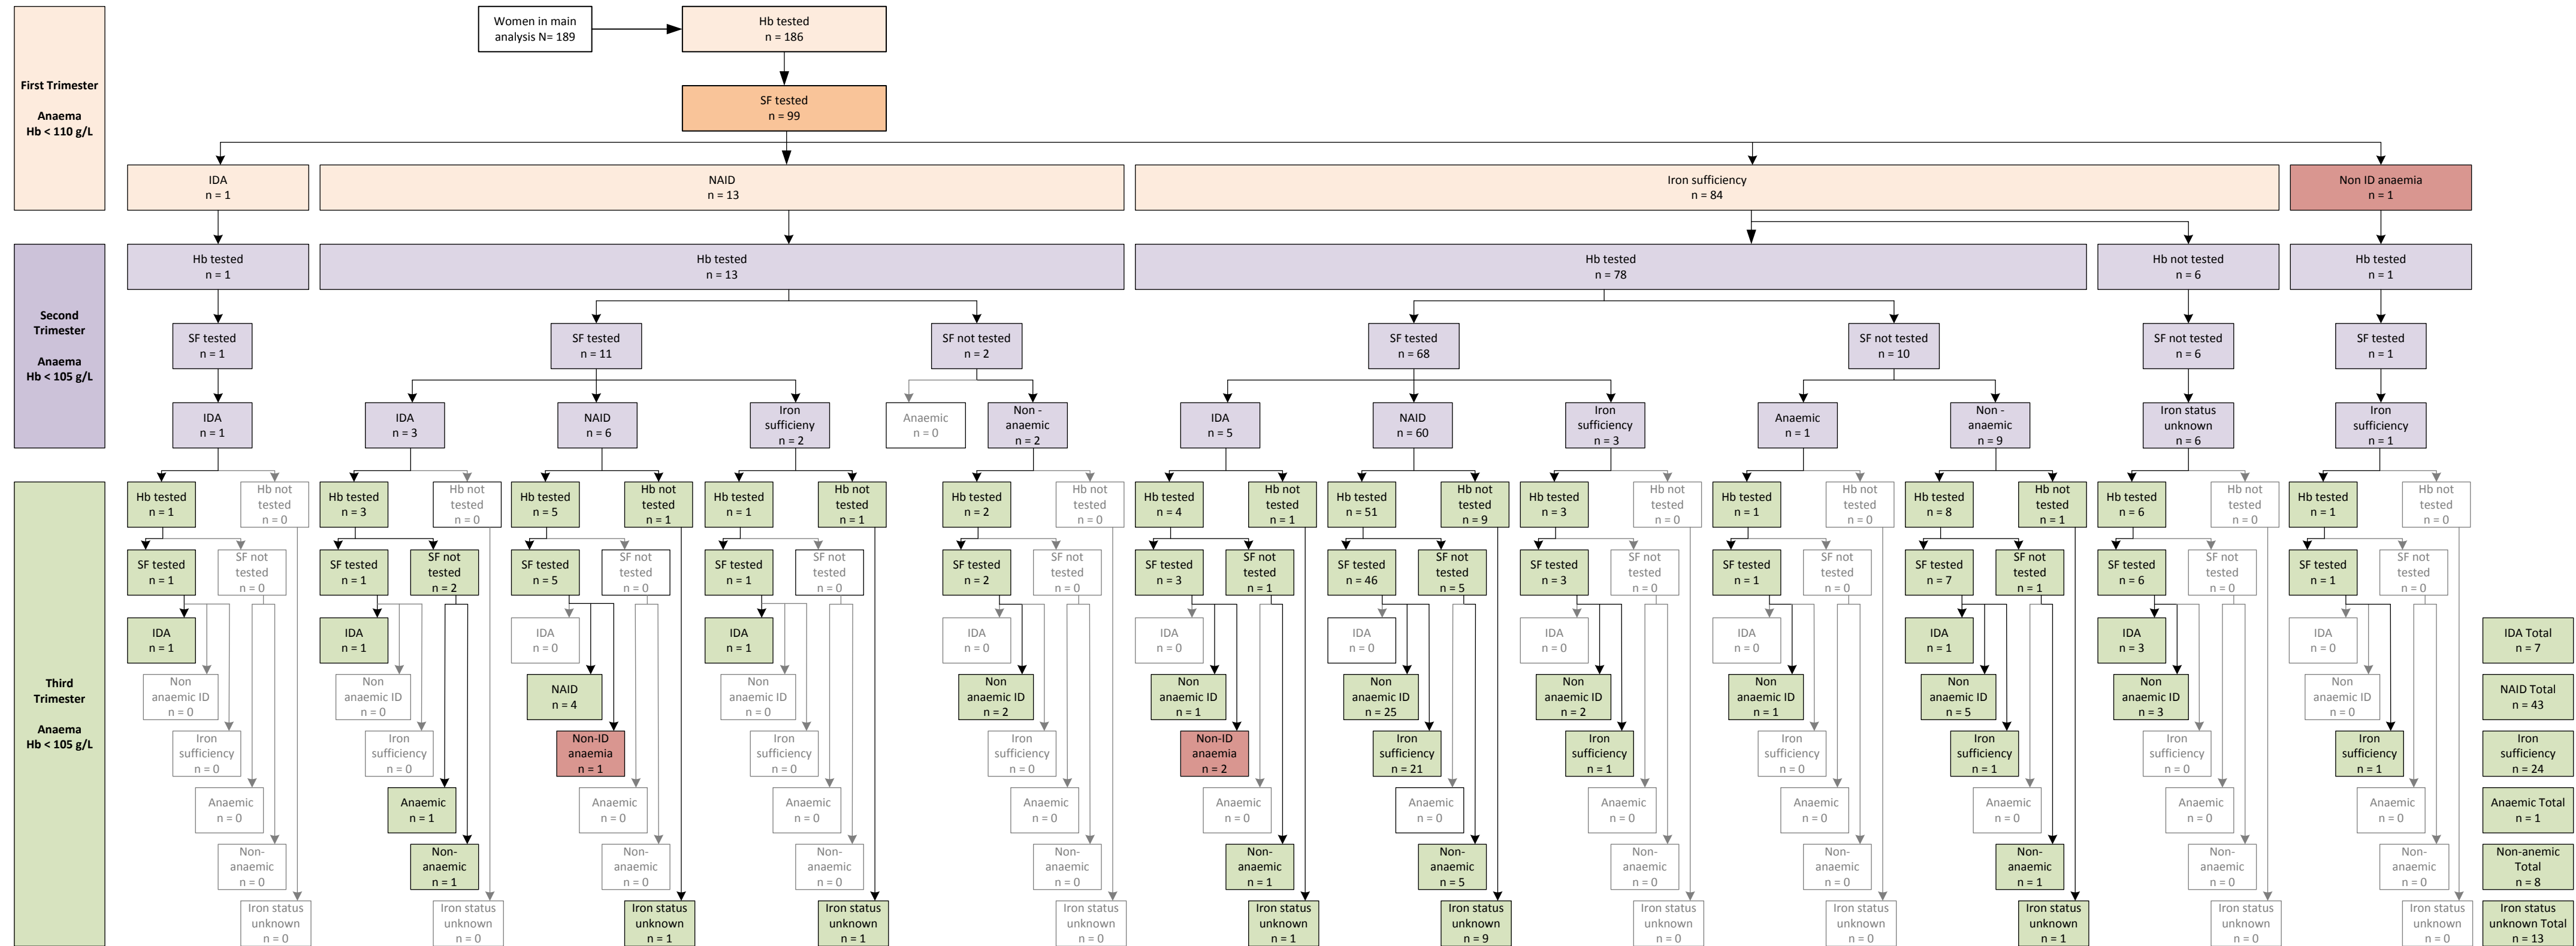 Women in main
analysis N= 189
Hb tested
n = 186
First Trimester
Anaema
Hb < 110 g/L
SF tested
n = 99
IDA
n = 1
NAID
n = 13
Iron sufficiency
n = 84
Non ID anaemia
n = 1
Second
Trimester
Anaema
Hb < 105 g/L
Hb tested
n = 1
Hb tested
n = 13
Hb tested
n = 78
Hb not tested
n = 6
Hb tested
n = 1
SF tested
n = 1
SF tested
n = 11
SF not tested
n = 2
SF tested
n = 68
SF not tested
n = 10
SF not tested
n = 6
SF tested
n = 1
IDA
n = 1
IDA
n = 3
NAID
n = 6
Iron
sufficieny
n = 2
Anaemic
n = 0
Non -
anaemic
n = 2
IDA
n = 5
NAID
n = 60
Iron
sufficiency
n = 3
Anaemic
n = 1
Non -
anaemic
n = 9
Iron status
unknown
n = 6
Iron
sufficiency
n = 1
Third
Trimester
Anaema
Hb < 105 g/L
Hb tested
n = 1
Hb not
tested
n = 0
Hb tested
n = 3
Hb not
tested
n = 0
Hb tested
n = 5
Hb not
tested
n = 1
Hb tested
n = 1
Hb not
tested
n = 1
Hb tested
n = 2
Hb not
tested
n = 0
Hb tested
n = 4
Hb not
tested
n = 1
Hb tested
n = 51
Hb not
tested
n = 9
Hb tested
n = 3
Hb not
tested
n = 0
Hb tested
n = 1
Hb not
tested
n = 0
Hb tested
n = 8
Hb not
tested
n = 1
Hb tested
n = 6
Hb not
tested
n = 0
Hb tested
n = 1
Hb not
tested
n = 0
SF tested
n = 1
SF not
tested
n = 0
SF tested
n = 1
SF not
tested
n = 2
SF tested
n = 5
SF not
tested
n = 0
SF tested
n = 1
SF not
tested
n = 0
SF tested
n = 2
SF not
tested
n = 0
SF tested
n = 3
SF not
tested
n = 1
SF tested
n = 46
SF not
tested
n = 5
SF tested
n = 3
SF not
tested
n = 0
SF tested
n = 1
SF not
tested
n = 0
SF tested
n = 7
SF not
tested
n = 1
SF tested
n = 6
SF not
tested
n = 0
SF tested
n = 1
SF not
tested
n = 0
IDA
n = 1
IDA
n = 1
IDA
n = 0
IDA
n = 1
IDA
n = 0
IDA
n = 0
IDA
n = 0
IDA
n = 0
IDA
n = 0
IDA
n = 1
IDA
n = 3
IDA
n = 0
IDA Total
n = 7
Non
anaemic ID
n = 0
Non
anaemic ID
n = 0
NAID
n = 4
Non
anaemic ID
n = 0
Non
anaemic ID
n = 2
Non
anaemic ID
n = 1
Non
anaemic ID
n = 25
Non
anaemic ID
n = 2
Non
anaemic ID
n = 1
Non
anaemic ID
n = 5
Non
anaemic ID
n = 3
Non
anaemic ID
n = 0
NAID Total
n = 43
Iron
sufficiency
n = 0
Iron
sufficiency
n = 0
Non-ID
anaemia
n = 1
Iron
sufficiency
n = 0
Iron
sufficiency
n = 0
Non-ID
anaemia
n = 2
Iron
sufficiency
n = 21
Iron
sufficiency
n = 1
Iron
sufficiency
n = 0
Iron
sufficiency
n = 1
Iron
sufficiency
n = 0
Iron
sufficiency
n = 1
Iron
sufficiency
n = 24
Anaemic
n = 0
Anaemic
n = 1
Anaemic
n = 0
Anaemic
n = 0
Anaemic
n = 0
Anaemic
n = 0
Anaemic
n = 0
Anaemic
n = 0
Anaemic
n = 0
Anaemic
n = 0
Anaemic
n = 0
Anaemic
n = 0
Anaemic Total
n = 1
Non-
anaemic
n = 0
Non-
anaemic
n = 1
Non-
anaemic
n = 0
Non-
anaemic
n = 0
Non-
anaemic
n = 0
Non-
anaemic
n = 1
Non-
anaemic
n = 5
Non-
anaemic
n = 0
Non-
anaemic
n = 0
Non-
anaemic
n = 1
Non-
anaemic
n = 0
Non-
anaemic
n = 0
Non-anemic
Total
n = 8
Iron status
unknown
n = 0
Iron status
unknown
n = 0
Iron status
unknown
n = 1
Iron status
unknown
n = 1
Iron status
unknown
n = 0
Iron status
unknown
n = 1
Iron status
unknown
n = 9
Iron status
unknown
n = 0
Iron status
unknown
n = 0
Iron status
unknown
n = 1
Iron status
unknown
n = 0
Iron status
unknown
n = 0
Iron status
unknown Total
n = 13